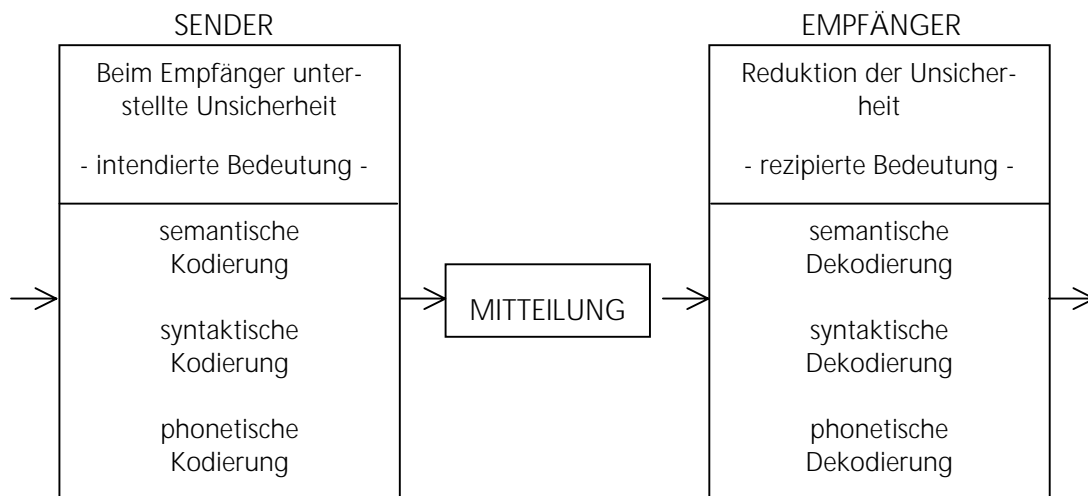 SENDER
Beim Empfänger unter-
stellte Unsicherheit
- intendierte Bedeutung -
semantische
Kodierung
syntaktische
Kodierung
phonetische
Kodierung
MITTEILUNG
EMPFÄNGER
Reduktion der Unsicher-
heit
- rezipierte Bedeutung -
semantische
Dekodierung
syntaktische
Dekodierung
phonetische
Dekodierung